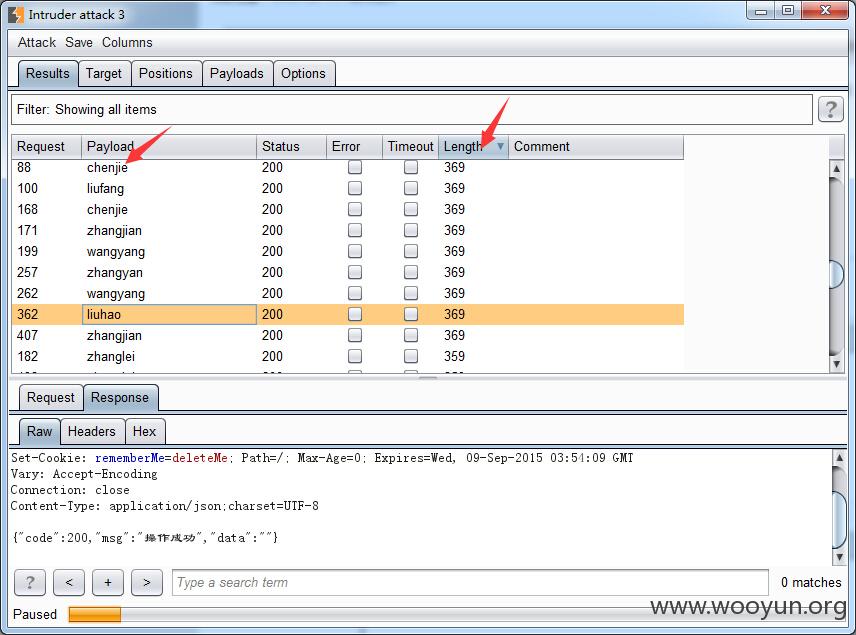 Intruder attack 3
Attack Save Columns
Results Target Positions Payloads Options
Filter: Showing all items ?
Request Payload Status Error Timeout Length Comment
88 chenjie 200 369
100 liufang 200 369
168 chenjie 200 369
171 zhangjian 200 369
199 wangyang 200 369
257 zhangyan 200 369
262 wangyang 200 369
362 liuhao 200 369
407 zhangjian 200 369
182 zhanglei 200 359
Request Response
Raw Headers Hex
Set-Cookie: rememberMe=deleteMe; Path=/; Max-Age=0; Expires=Wed, 09-Sep-2015 03:54:09 GMT
Vary: Accept-Encoding
Connection: close
Content-Type: application/json;charset=UTF-8
{"code":200,"msg":"操作成功","data":""}
? < + > Type a search term 0 matches
Paused
www.wooyun.org